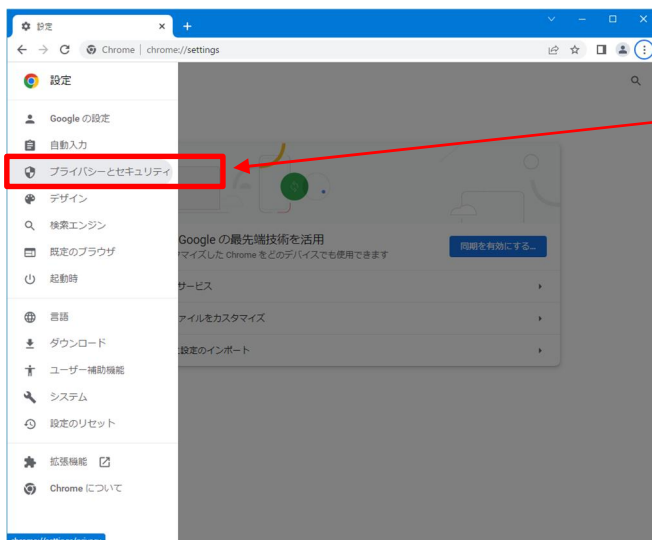 設定
Chrome | chrome://settings
設定
Google の設定
自動入力
プライバシーとセキュリティ
デザイン
検索エンジン
既定のブラウザ
起動時
言語
ダウンロード
ユーザー補助機能
システム
設定のリセット
拡張機能
Chrome について
Google の最先端技術を活用
マイズした Chrome をどのデバイスでも使用できます
同期を有効にする...
サービス
ファイルをカスタマイズ
設定のインポート